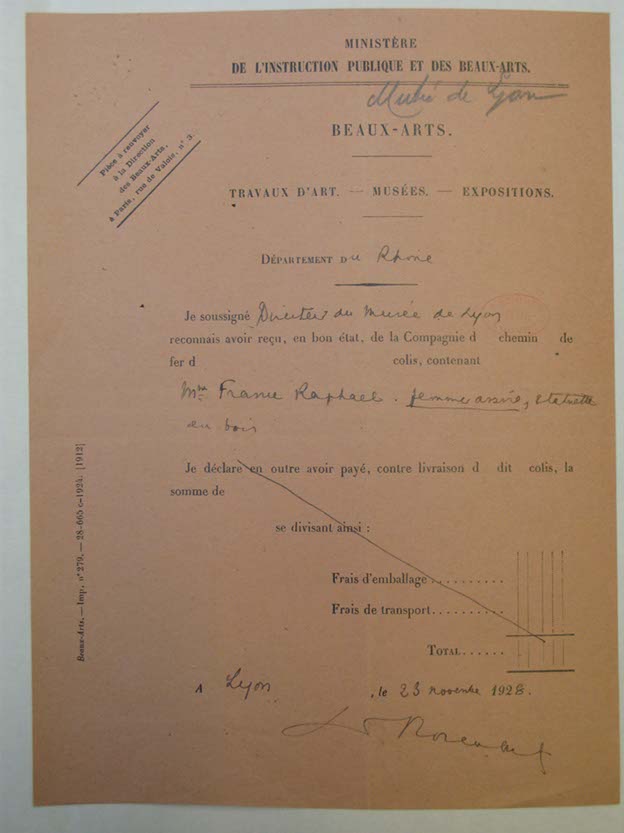 MINISTÈRE
DE L'INSTRUCTION PUBLIQUE ET DES BEAUX-ARTS.
Musée de Lyon
BEAUX-ARTS.
Pièce à renvoyer
à la Direction
des Beaux-Arts,
à Paris, rue de Valois, n° 3.
TRAVAUX D'ART. — MUSÉES. — EXPOSITIONS.
DÉPARTEMENT du Rhône
Je soussigné Directeur du Musée de Lyon
reconnais avoir reçu, en bon état, de la Compagnie d chemin de
fer d colis, contenant
Mme France Raphael. femme assise, statuette
en bois
Je déclare en outre avoir payé, contre livraison d dit colis, la
somme de
se divisant ainsi :
Frais d'emballage..........
Frais de transport..........
TOTAL......
A Lyon, le 23 novembre 1928.
Beaux-Arts. — Imp. n° 279. — 28-665 c-1924. [1912]